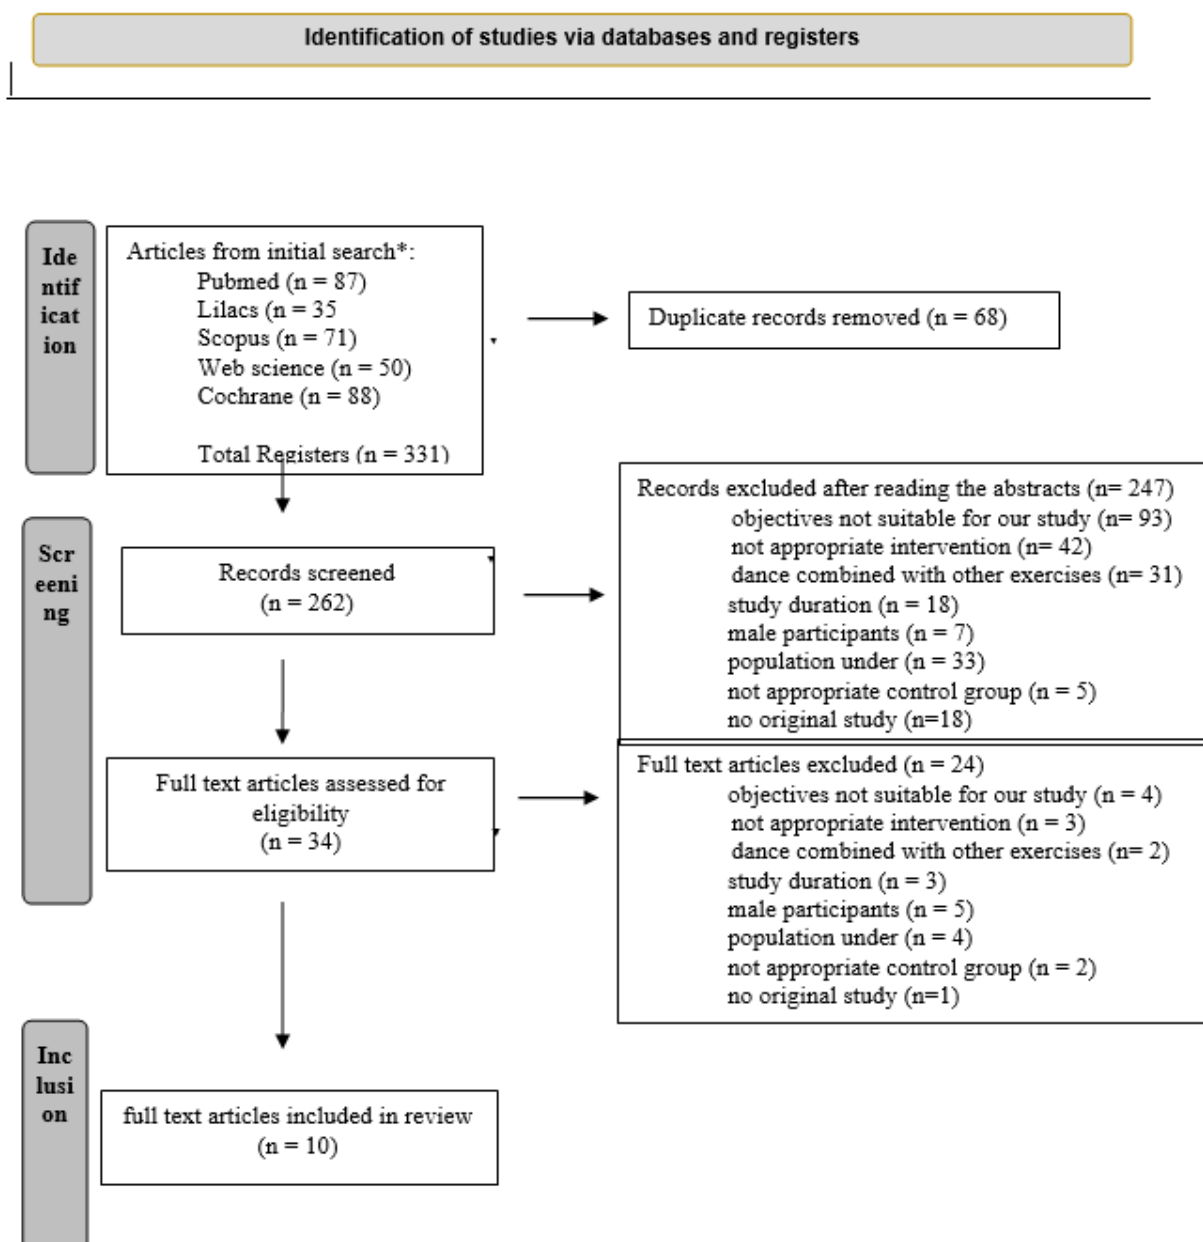 Identification of studies via databases and registers
Ide
ntif
icat
ion
Articles from initial search*:
Pubmed (n = 87)
Lilacs (n = 35
Scopus (n = 71)
Web science (n = 50)
Cochrane (n = 88)
Total Registers (n = 331)
Duplicate records removed (n = 68)
Scr
eeni
ng
Records screened
(n = 262)
Records excluded after reading the abstracts (n= 247)
objectives not suitable for our study (n= 93)
not appropriate intervention (n= 42)
dance combined with other exercises (n= 31)
study duration (n = 18)
male participants (n = 7)
population under (n = 33)
not appropriate control group (n = 5)
no original study (n=18)
Full text articles assessed for
eligibility
(n = 34)
Full text articles excluded (n = 24)
objectives not suitable for our study (n = 4)
not appropriate intervention (n = 3)
dance combined with other exercises (n= 2)
study duration (n = 3)
male participants (n = 5)
population under (n = 4)
not appropriate control group (n = 2)
no original study (n=1)
Inc
lusi
on
full text articles included in review
(n = 10)